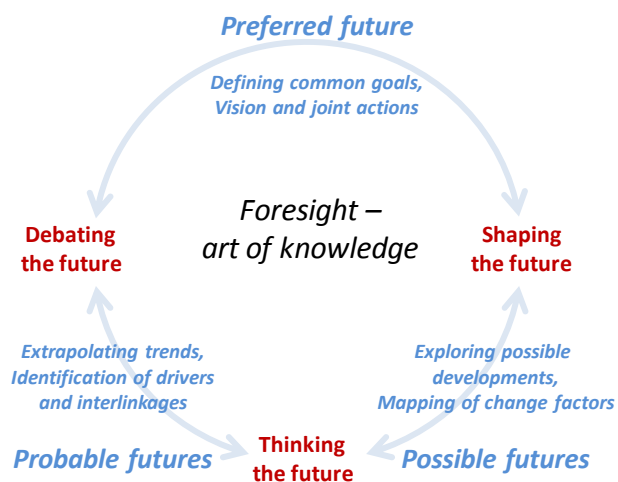 Preferred future
Defining common goals,
Vision and joint actions
Foresight –
art of knowledge
Debating
the future
Shaping
the future
Extrapolating trends,
Identification of drivers
and interlinkages
Exploring possible
developments,
Mapping of change factors
Probable futures
Thinking
the future
Possible futures